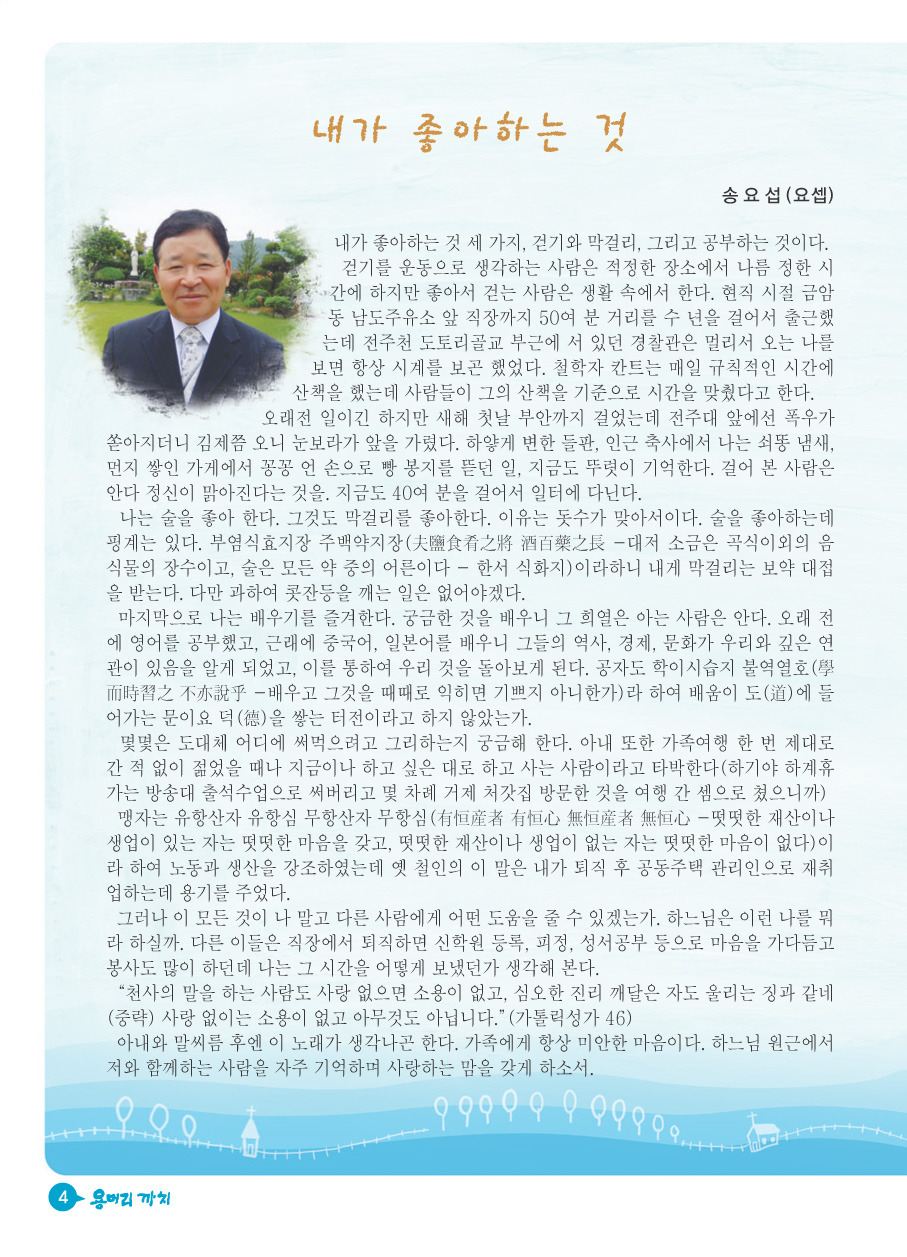 내가 좋아하는 것
송 요 섭 (요셉)
내가 좋아하는 것 세 가지, 걷기와 막걸리, 그리고 공부하는 것이다.
걷기를 운동으로 생각하는 사람은 적정한 장소에서 나름 정한 시
간에 하지만 좋아서 걷는 사람은 생활 속에서 한다. 현직 시절 금암
동 남도주유소 앞 직장까지 50여 분 거리를 수 년을 걸어서 출근했
는데 전주천 도토리골교 부근에 서 있던 경찰관은 멀리서 오는 나를
보면 항상 시계를 보곤 했었다. 철학자 칸트는 매일 규칙적인 시간에
산책을 했는데 사람들이 그의 산책을 기준으로 시간을 맞췄다고 한다.
오래전 일이긴 하지만 새해 첫날 부안까지 걸었는데 전주대 앞에선 폭우가
쏟아지더니 김제쯤 오니 눈보라가 앞을 가렸다. 하얗게 변한 들판, 인근 축사에서 나는 쇠똥 냄새,
먼지 쌓인 가게에서 꽁꽁 언 손으로 빵 봉지를 뜯던 일, 지금도 뚜렷이 기억한다. 걸어 본 사람은
안다 정신이 맑아진다는 것을. 지금도 40여 분을 걸어서 일터에 다닌다.
나는 술을 좋아 한다. 그것도 막걸리를 좋아한다. 이유는 돗수가 맞아서이다. 술을 좋아하는데
핑계는 있다. 부염식효지장 주백약지장(夫鹽食肴之將 酒百藥之長 -대저 소금은 곡식이외의 음
식물의 장수이고, 술은 모든 약 중의 어른이다 - 한서 식화지)이라하니 내게 막걸리는 보약 대접
을 받는다. 다만 과하여 콧잔등을 깨는 일은 없어야겠다.
마지막으로 나는 배우기를 즐겨한다. 궁금한 것을 배우니 그 희열은 아는 사람은 안다. 오래 전
에 영어를 공부했고, 근래에 중국어, 일본어를 배우니 그들의 역사, 경제, 문화가 우리와 깊은 연
관이 있음을 알게 되었고, 이를 통하여 우리 것을 돌아보게 된다. 공자도 학이시습지 불역열호(學
而時習之 不亦說乎 -배우고 그것을 때때로 익히면 기쁘지 아니한가)라 하여 배움이 도(道)에 들
어가는 문이요 덕(德)을 쌓는 터전이라고 하지 않았는가.
몇몇은 도대체 어디에 써먹으려고 그리하는지 궁금해 한다. 아내 또한 가족여행 한 번 제대로
간 적 없이 젊었을 때나 지금이나 하고 싶은 대로 하고 사는 사람이라고 타박한다(하기야 하계휴
가는 방송대 출석수업으로 써버리고 몇 차례 거제 처갓집 방문한 것을 여행 간 셈으로 쳤으니까)
맹자는 유항산자 유항심 무항산자 무항심(有恒産者 有恒心 無恒産者 無恒心 -떳떳한 재산이나
생업이 있는 자는 떳떳한 마음을 갖고, 떳떳한 재산이나 생업이 없는 자는 떳떳한 마음이 없다)이
라 하여 노동과 생산을 강조하였는데 옛 철인의 이 말은 내가 퇴직 후 공동주택 관리인으로 재취
업하는데 용기를 주었다.
그러나 이 모든 것이 나 말고 다른 사람에게 어떤 도움을 줄 수 있겠는가. 하느님은 이런 나를 뭐
라 하실까. 다른 이들은 직장에서 퇴직하면 신학원 등록, 피정, 성서공부 등으로 마음을 가다듬고
봉사도 많이 하던데 나는 그 시간을 어떻게 보냈던가 생각해 본다.
“천사의 말을 하는 사람도 사랑 없으면 소용이 없고, 심오한 진리 깨달은 자도 울리는 징과 같네
(중략) 사랑 없이는 소용이 없고 아무것도 아닙니다.”(가톨릭성가 46)
아내와 말씨름 후엔 이 노래가 생각나곤 한다. 가족에게 항상 미안한 마음이다. 하느님 원근에서
저와 함께하는 사람을 자주 기억하며 사랑하는 맘을 갖게 하소서.
4 용머리 까치